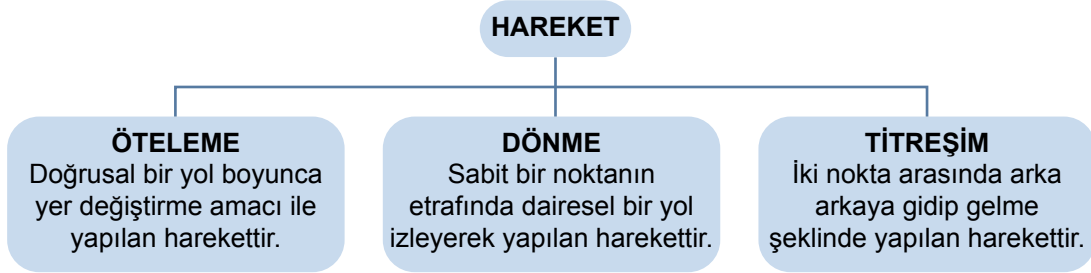 HAREKET
ÖTELEME
Doğrusal bir yol boyunca
yer değiştirme amacı ile
yapılan harekettir.
DÖNME
Sabit bir noktanın
etrafında dairesel bir yol
izleyerek yapılan harekettir.
TİTREŞİM
İki nokta arasında arka
arkaya gidip gelme
şeklinde yapılan harekettir.